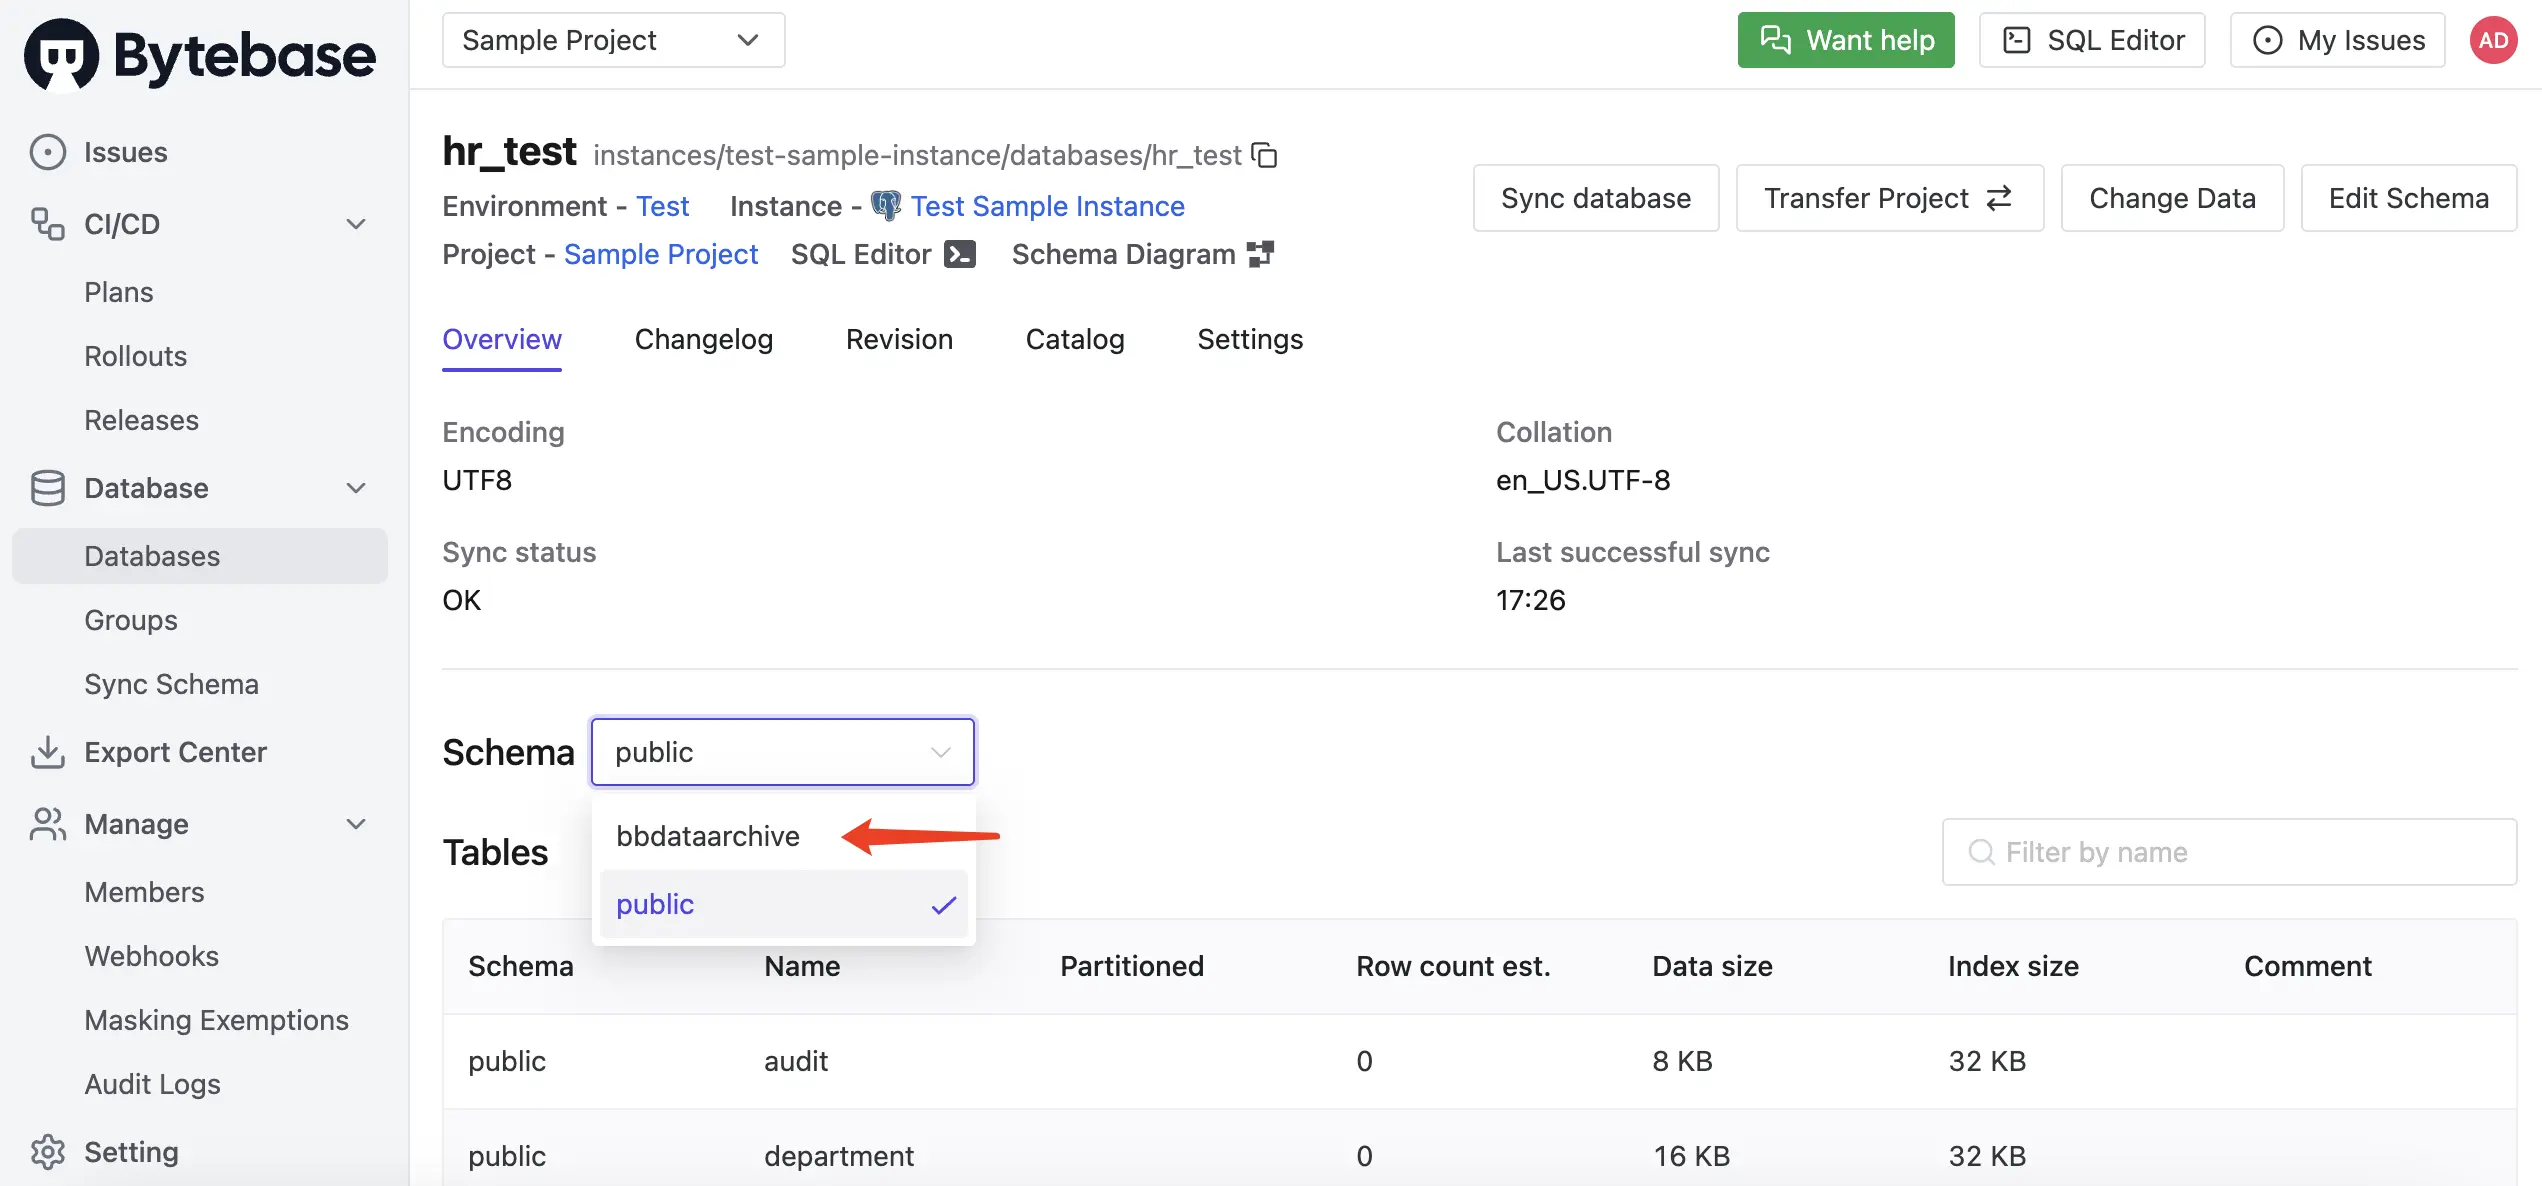 Bytebase
Sample Project
Want help
SQL Editor
My Issues
AD
Issues
CI/CD
Plans
Rollouts
Releases
Database
Databases
Groups
Sync Schema
Export Center
Manage
Members
Webhooks
Masking Exemptions
Audit Logs
Setting
hr_test instances/test-sample-instance/databases/hr_test
Environment - Test Instance - Test Sample Instance
Project - Sample Project SQL Editor Schema Diagram
Sync database
Transfer Project
Change Data
Edit Schema
Overview Changelog Revision Catalog Settings
Encoding
UTF8
Collation
en_US.UTF-8
Sync status
OK
Last successful sync
17:26
Schema public
bbdataarchive
public
Tables
Filter by name
Schema Name Partitioned Row count est. Data size Index size Comment
public audit 0 8 KB 32 KB
public department 0 16 KB 32 KB